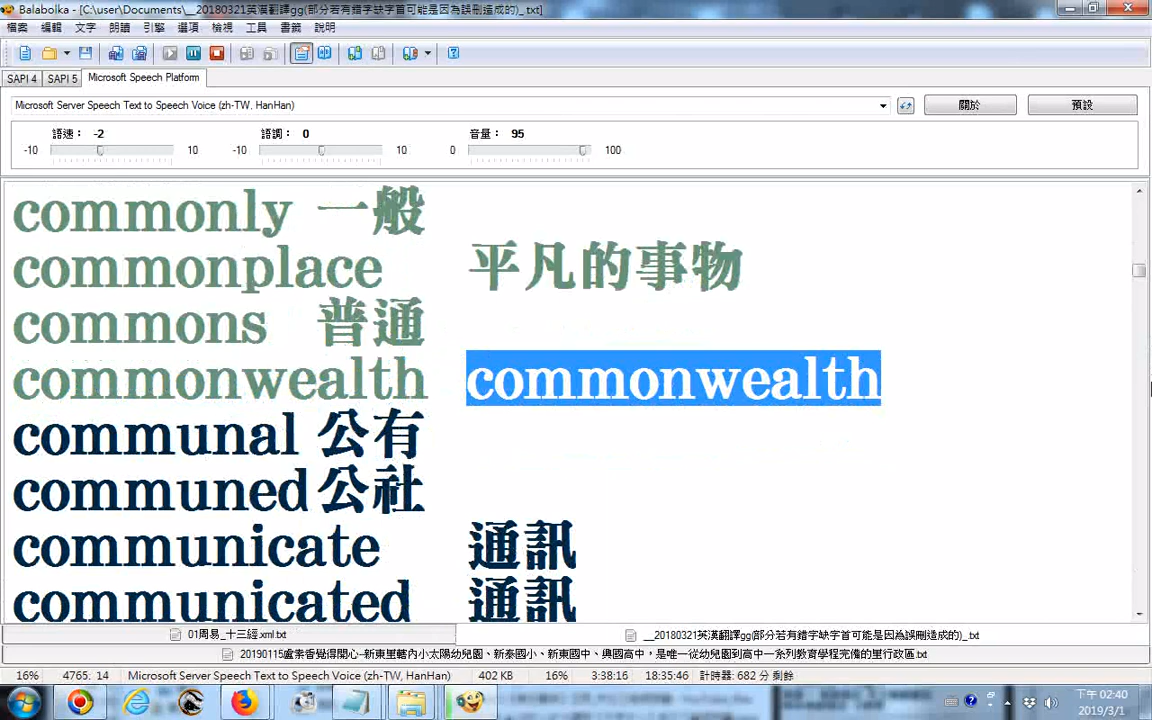 Balabolka - [C:\user\Documents\__20180321英漢翻譯gg(部分若有錯字缺字首可能是因為誤刪造成的)_.txt]
檔案 編輯 文字 朗讀 引擎 選項 檢視 工具 書籤 說明
SAPI 4 SAPI 5 Microsoft Speech Platform
Microsoft Server Speech Text to Speech Voice (zh-TW, HanHan) 關於 預設
語速： -2 語調： 0 音量： 95
-10 10 -10 10 0 100
commonly 一般
commonplace 平凡的事物
commons 普通
commonwealth commonwealth
communal 公有
communed 公社
communicate 通訊
communicated 通訊
01周易_十三經.xml.txt __20180321英漢翻譯gg(部分若有錯字缺字首可能是因為誤刪造成的)_.txt
20190115盧素香覺得開心-新東里轄內小太陽幼兒園、新泰國小、新東國中、興國高中，是唯一從幼兒園到高中一系列教育學程完備的里行政區.txt
16% 4765: 14 Microsoft Server Speech Text to Speech Voice (zh-TW, HanHan) 402 KB 16% 3:38:16 18:35:46 計時器: 682 分 剩餘
下午 02:40
2019/3/1